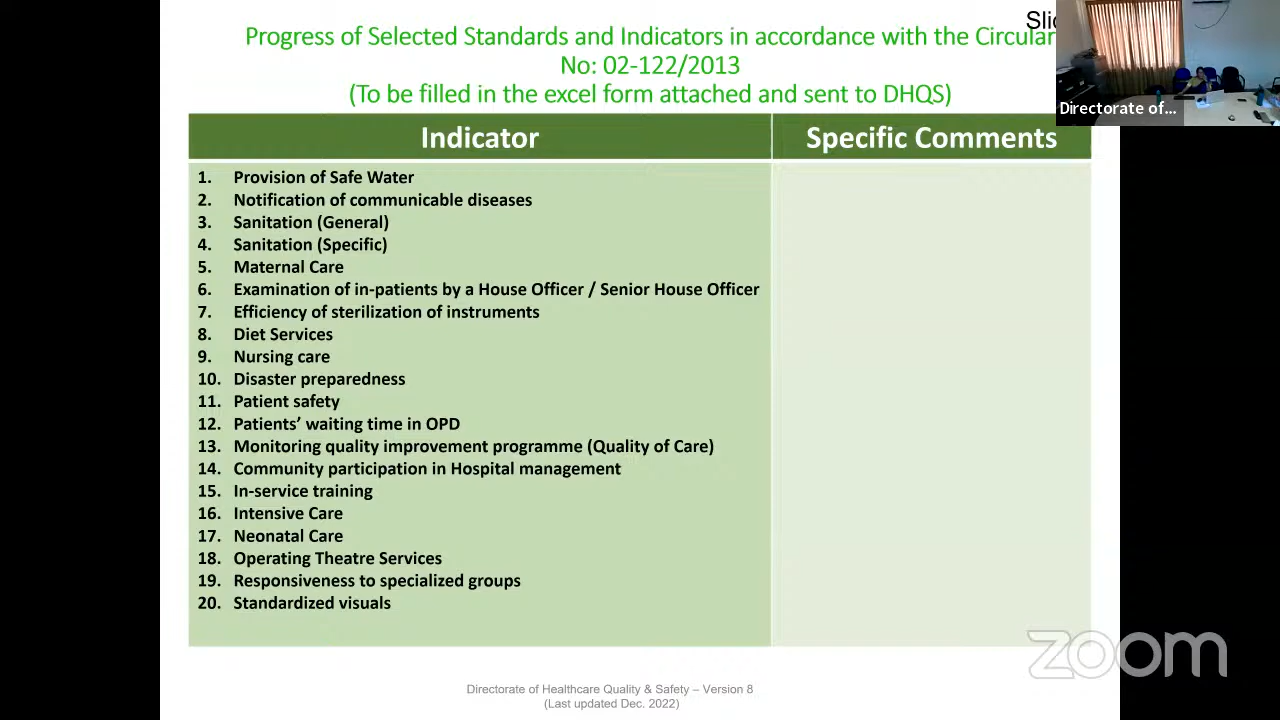 Progress of Selected Standards and Indicators in accordance with the Circular
No: 02-122/2013
(To be filled in the excel form attached and sent to DHQS)
Directorate of...
Indicator
Specific Comments
1. Provision of Safe Water
2. Notification of communicable diseases
3. Sanitation (General)
4. Sanitation (Specific)
5. Maternal Care
6. Examination of in-patients by a House Officer / Senior House Officer
7. Efficiency of sterilization of instruments
8. Diet Services
9. Nursing care
10. Disaster preparedness
11. Patient safety
12. Patients’ waiting time in OPD
13. Monitoring quality improvement programme (Quality of Care)
14. Community participation in Hospital management
15. In-service training
16. Intensive Care
17. Neonatal Care
18. Operating Theatre Services
19. Responsiveness to specialized groups
20. Standardized visuals
zoom
Directorate of Healthcare Quality & Safety – Version 8
(Last updated Dec. 2022)